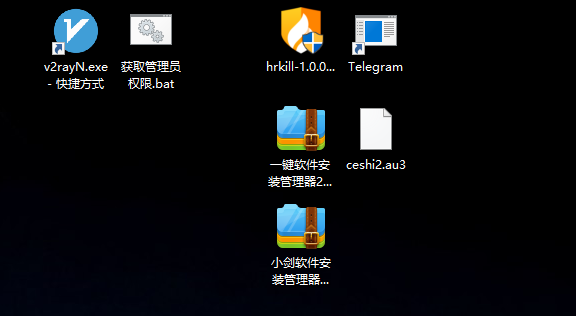 v2rayN.exe
- 快捷方式
获取管理员
权限.bat
hrkill-1.0.0...
Telegram
一键软件安
装管理器2...
ceshi2.au3
小剑软件安
装管理器...